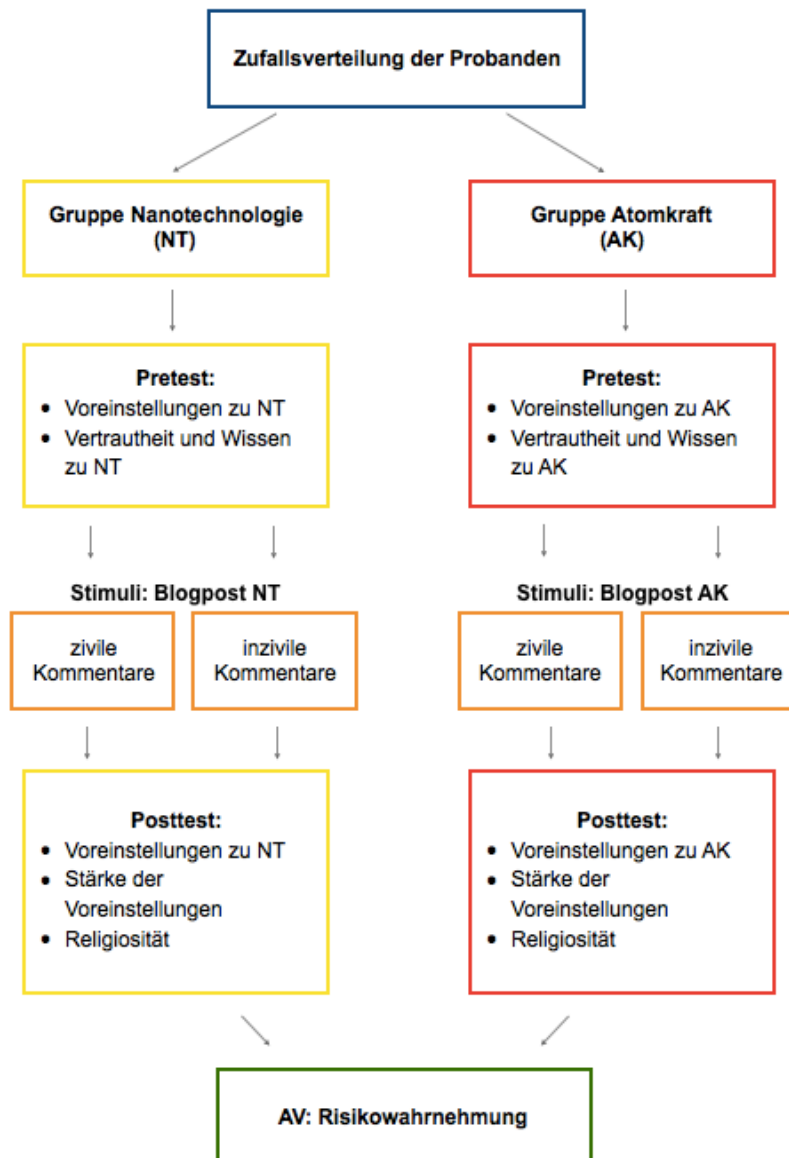 Zufallsverteilung der Probanden
Gruppe Nanotechnologie
(NT)
Gruppe Atomkraft
(AK)
Pretest:
• Voreinstellungen zu NT
• Vertrautheit und Wissen
zu NT
Pretest:
• Voreinstellungen zu AK
• Vertrautheit und Wissen
zu AK
Stimuli: Blogpost NT
zivile
Kommentare
inzivile
Kommentare
Stimuli: Blogpost AK
zivile
Kommentare
inzivile
Kommentare
Posttest:
• Voreinstellungen zu NT
• Stärke der
Voreinstellungen
• Religiosität
Posttest:
• Voreinstellungen zu AK
• Stärke der
Voreinstellungen
• Religiosität
AV: Risikowahrnehmung